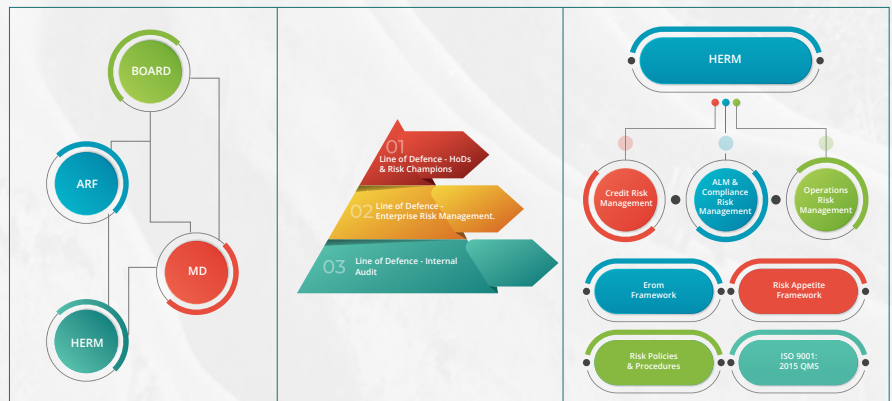 BOARD
ARF
MD
HERM
01
Line of Defence - HoDs
& Risk Champions
02
Line of Defence -
Enterprise Risk Management.
03
Line of Defence - Internal
Audit
HERM
Credit Risk
Management
ALM &
Compliance
Risk
Management
Operations
Risk
Management
Erom
Framework
Risk Appetite
Framework
Risk Policies
& Procedures
ISO 9001:
2015 QMS